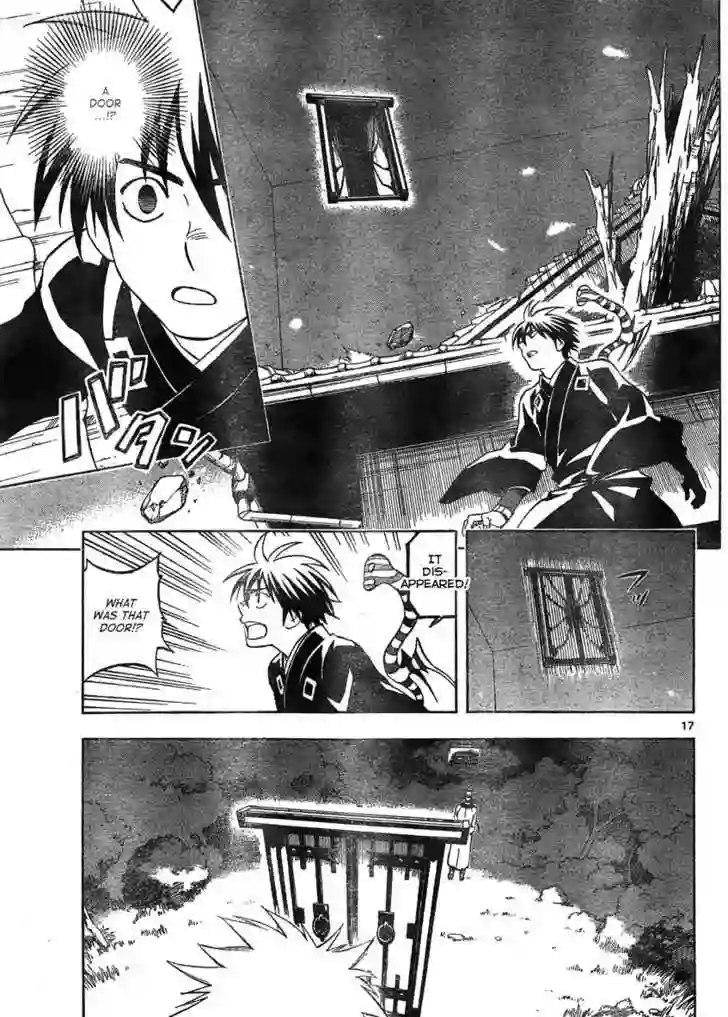 A
DOOR
...!?
バタン
IT
DIS-
APPEARED!
WHAT
WAS THAT
DOOR!?
フッ
17